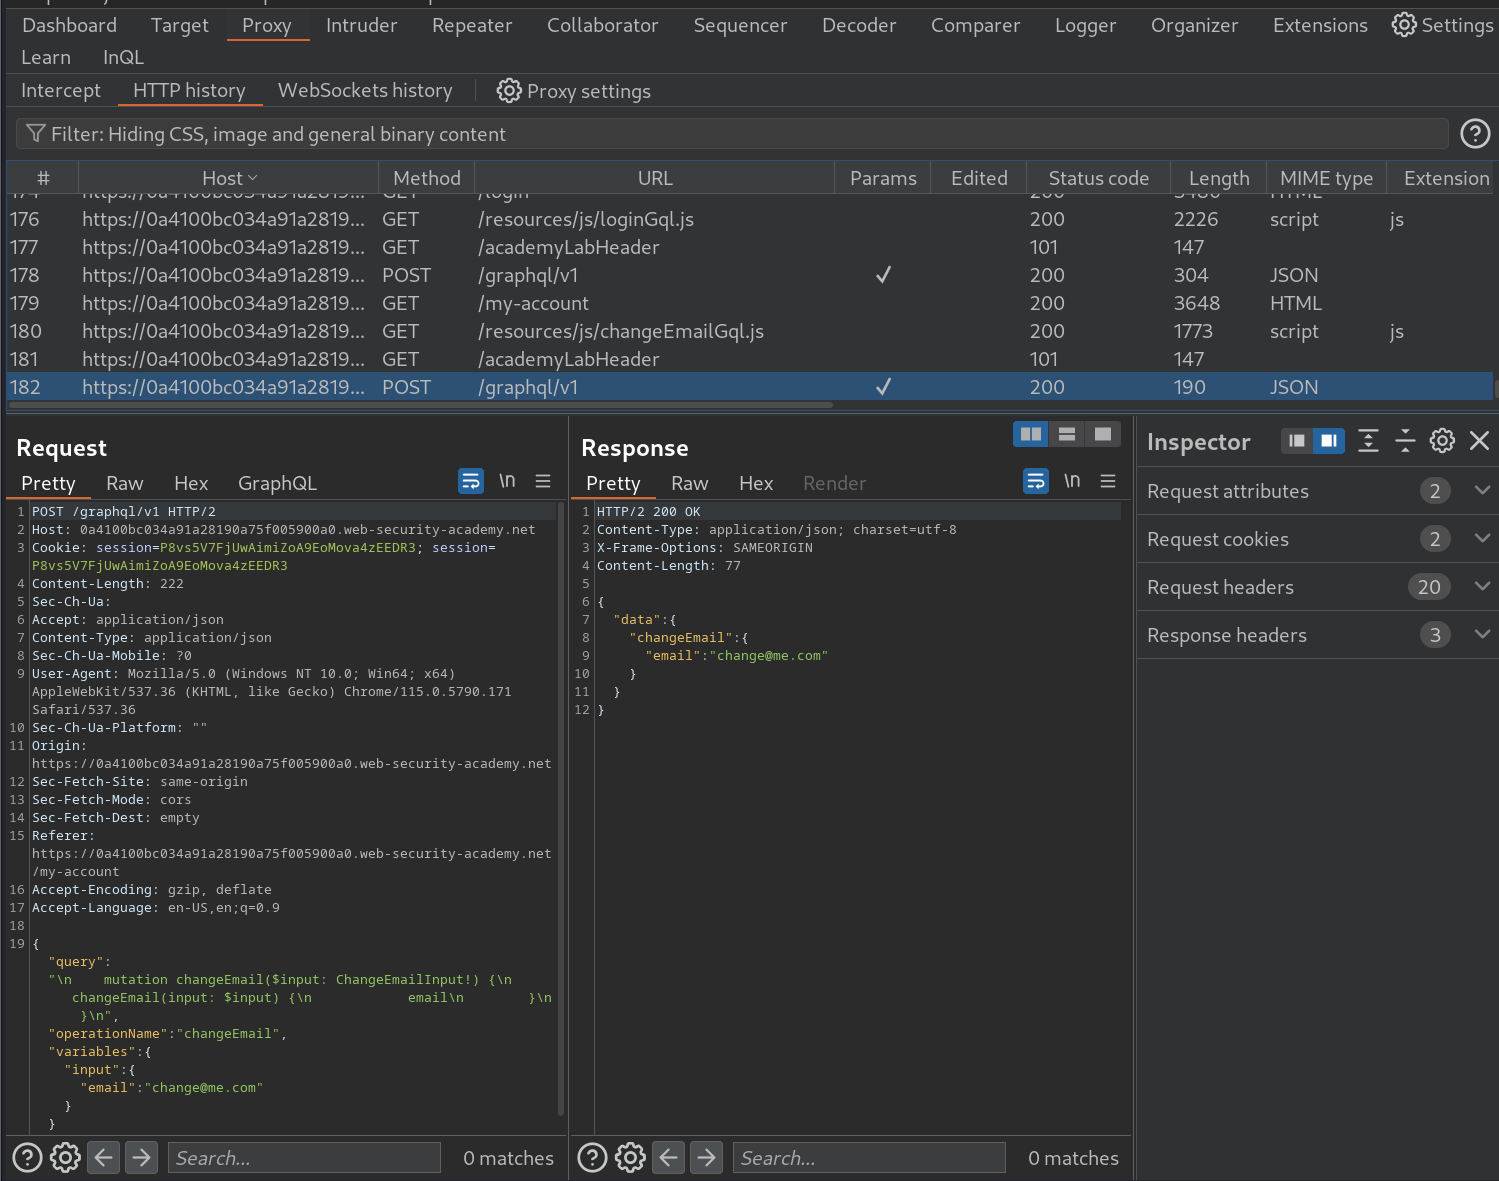 Dashboard Target Proxy Intruder Repeater Collaborator Sequencer Decoder Comparer Logger Organizer Extensions Settings
Learn InQL
Intercept HTTP history WebSockets history Proxy settings
Filter: Hiding CSS, image and general binary content ?
# Host Method URL Params Edited Status code Length MIME type Extension
176 https://0a4100bc034a91a2819... GET /resources/js/loginGql.js 200 2226 script js
177 https://0a4100bc034a91a2819... GET /academyLabHeader 101 147
178 https://0a4100bc034a91a2819... POST /graphql/v1 ✓ 200 304 JSON
179 https://0a4100bc034a91a2819... GET /my-account 200 3648 HTML
180 https://0a4100bc034a91a2819... GET /resources/js/changeEmailGql.js 200 1773 script js
181 https://0a4100bc034a91a2819... GET /academyLabHeader 101 147
182 https://0a4100bc034a91a2819... POST /graphql/v1 ✓ 200 190 JSON
Request
Pretty Raw Hex GraphQL \n
1 POST /graphql/v1 HTTP/2
2 Host: 0a4100bc034a91a28190a75f005900a0.web-security-academy.net
3 Cookie: session=P8vs5V7FjUwAimiZoA9EoMova4zEEDR3; session=
P8vs5V7FjUwAimiZoA9EoMova4zEEDR3
4 Content-Length: 222
5 Sec-Ch-Ua:
6 Accept: application/json
7 Content-Type: application/json
8 Sec-Ch-Ua-Mobile: ?0
9 User-Agent: Mozilla/5.0 (Windows NT 10.0; Win64; x64)
AppleWebKit/537.36 (KHTML, like Gecko) Chrome/115.0.5790.171
Safari/537.36
10 Sec-Ch-Ua-Platform: ""
11 Origin:
https://0a4100bc034a91a28190a75f005900a0.web-security-academy.net
12 Sec-Fetch-Site: same-origin
13 Sec-Fetch-Mode: cors
14 Sec-Fetch-Dest: empty
15 Referer:
https://0a4100bc034a91a28190a75f005900a0.web-security-academy.net
/my-account
16 Accept-Encoding: gzip, deflate
17 Accept-Language: en-US,en;q=0.9
18
19 {
"query":
"\n    mutation changeEmail($input: ChangeEmailInput!) {\n
changeEmail(input: $input) {\n            email\n        }\n
}\n",
"operationName":"changeEmail",
"variables":{
"input":{
"email":"change@me.com"
}
}
? Search... 0 matches
Response
Pretty Raw Hex Render \n
1 HTTP/2 200 OK
2 Content-Type: application/json; charset=utf-8
3 X-Frame-Options: SAMEORIGIN
4 Content-Length: 77
5
6 {
7 "data":{
8 "changeEmail":{
9 "email":"change@me.com"
10 }
11 }
12 }
? Search... 0 matches
Inspector
Request attributes 2
Request cookies 2
Request headers 20
Response headers 3